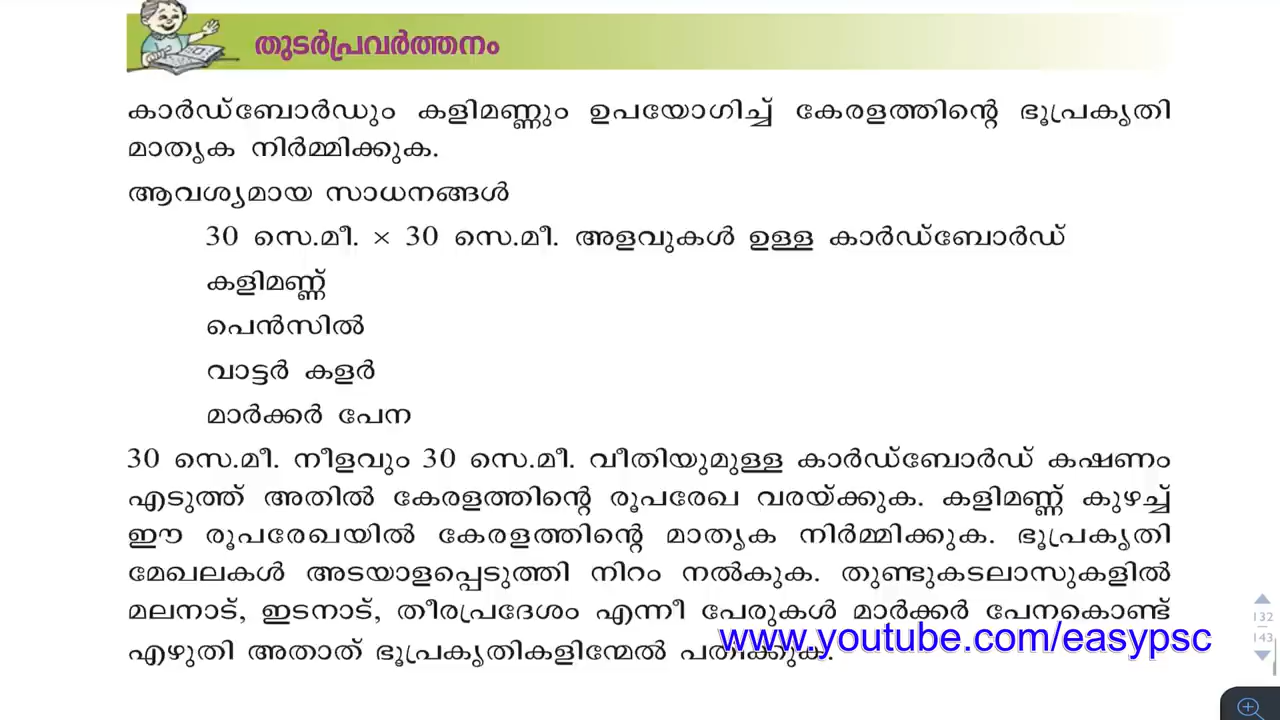 തുടർപ്രവർത്തനം
കാർഡ്ബോർഡും കളിമണ്ണും ഉപയോഗിച്ച് കേരളത്തിന്റെ ഭൂപ്രകൃതി
മാതൃക നിർമ്മിക്കുക.
ആവശ്യമായ സാധനങ്ങൾ
30 സെ.മീ. × 30 സെ.മീ. അളവുകൾ ഉള്ള കാർഡ്ബോർഡ്
കളിമണ്ണ്
പെൻസിൽ
വാട്ടർ കളർ
മാർക്കർ പേന
30 സെ.മീ. നീളവും 30 സെ.മീ. വീതിയുമുള്ള കാർഡ്ബോർഡ് കഷണം
എടുത്ത് അതിൽ കേരളത്തിന്റെ രൂപരേഖ വരയ്ക്കുക. കളിമണ്ണ് കുഴച്ച്
ഈ രൂപരേഖയിൽ കേരളത്തിന്റെ മാതൃക നിർമ്മിക്കുക. ഭൂപ്രകൃതി
മേഖലകൾ അടയാളപ്പെടുത്തി നിറം നൽകുക. തുണ്ടുകടലാസുകളിൽ
മലനാട്, ഇടനാട്, തീരപ്രദേശം എന്നീ പേരുകൾ മാർക്കർ പേനകൊണ്ട്
എഴുതി അതാത് ഭൂപ്രകൃതികളിന്മേൽ പതിക്കുക.
www.youtube.com/easypsc
132
143